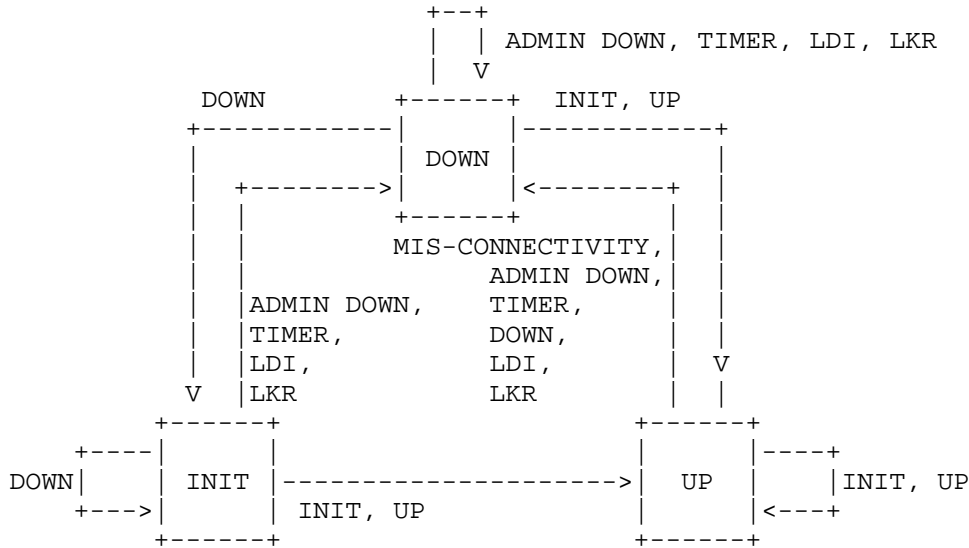 ADMIN DOWN, TIMER, LDI, LKR
DOWN INIT, UP
DOWN
MIS-CONNECTIVITY,
ADMIN DOWN,
ADMIN DOWN, TIMER,
TIMER, DOWN,
LDI, LDI,
LKR LKR
DOWN INIT UP INIT, UP
INIT, UP